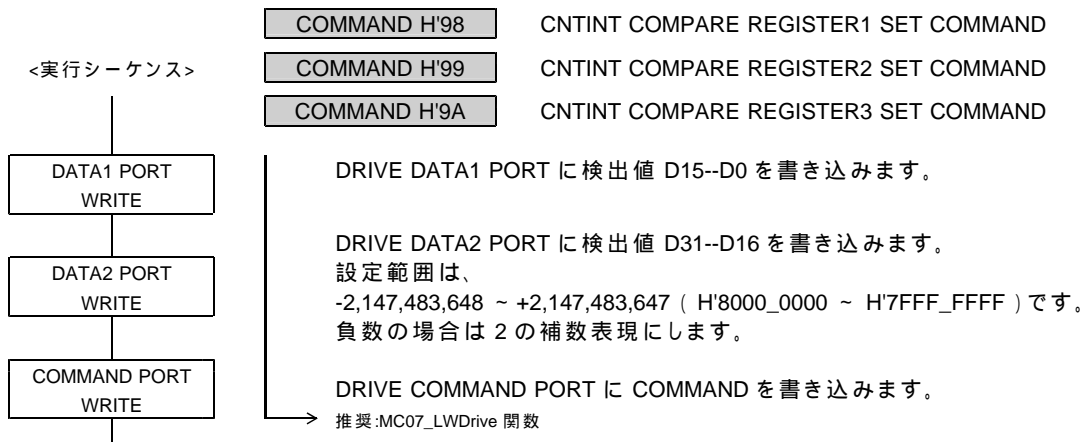 COMMAND H'98 CNTINT COMPARE REGISTER1 SET COMMAND
<実行シーケンス> COMMAND H'99 CNTINT COMPARE REGISTER2 SET COMMAND
COMMAND H'9A CNTINT COMPARE REGISTER3 SET COMMAND
DATA1 PORT
WRITE
DRIVE DATA1 PORT に検出値 D15--D0 を書き込みます。
DATA2 PORT
WRITE
DRIVE DATA2 PORT に検出値 D31--D16 を書き込みます。
設定範囲は、
-2,147,483,648 ~ +2,147,483,647 ( H'8000_0000 ~ H'7FFF_FFFF ) です。
負数の場合は 2 の補数表現にします。
COMMAND PORT
WRITE
DRIVE COMMAND PORT に COMMAND を書き込みます。
推奨:MC07_LWDrive 関数